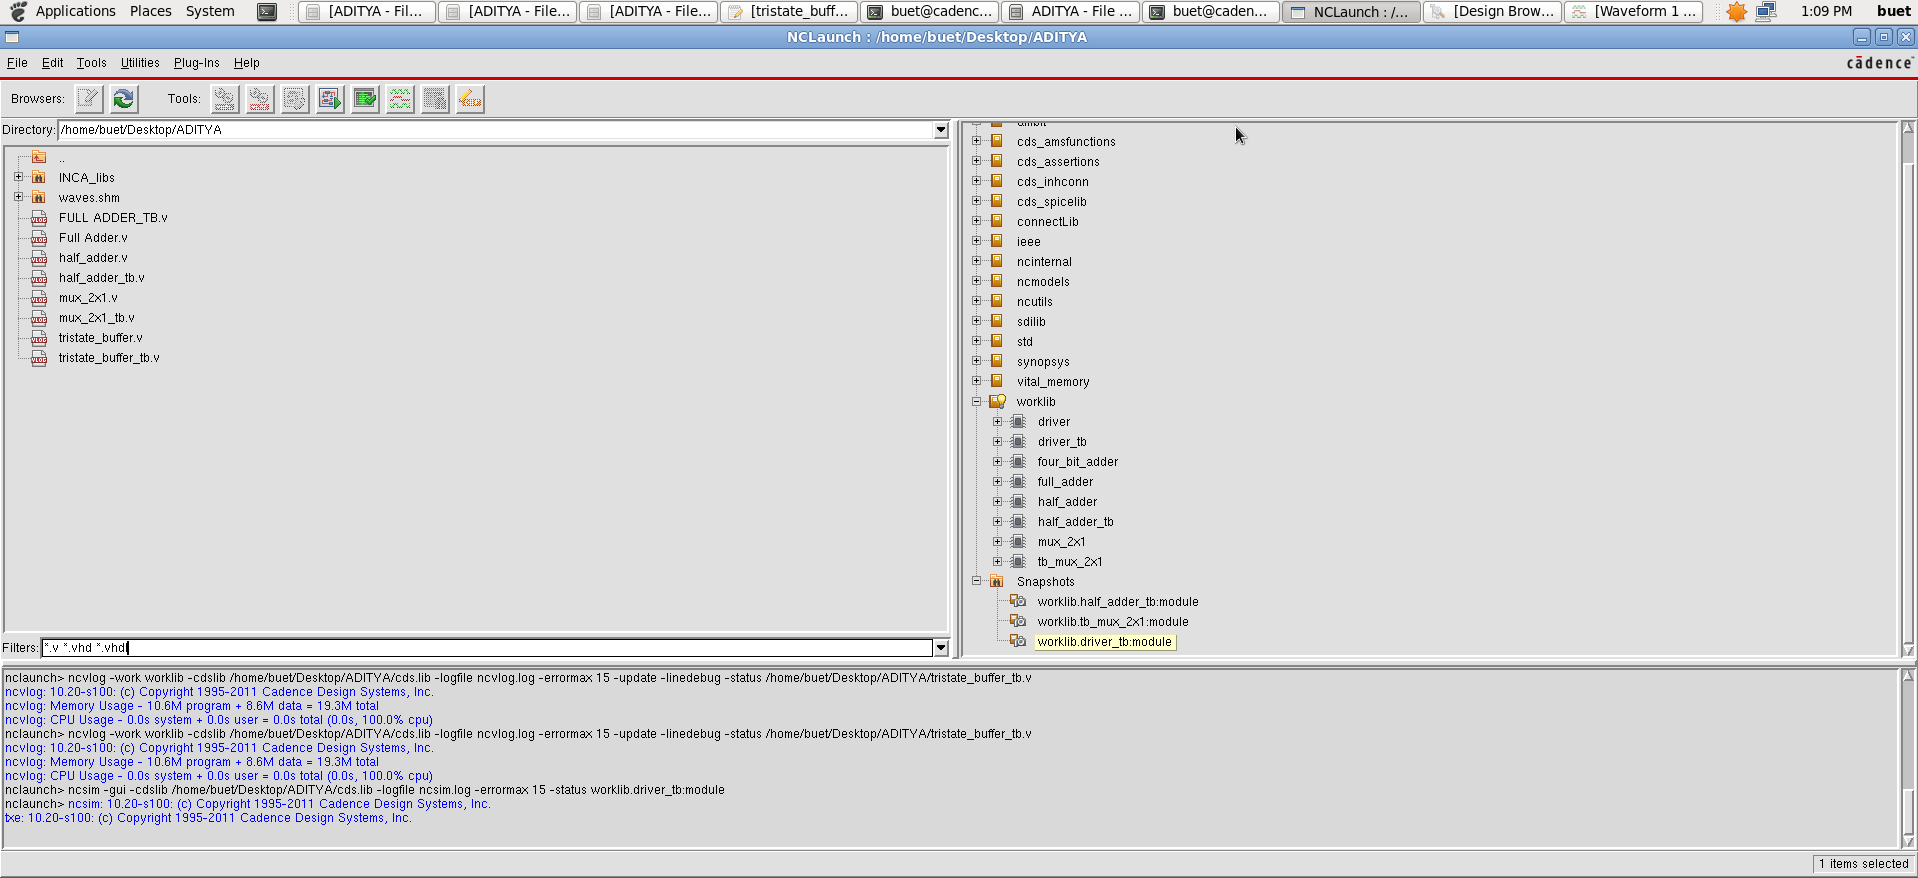 Applications Places System [ADITYA - Fil... [ADITYA - File... [ADITYA - File... [tristate_buff... buet@cadenc... ADITYA - File ... buet@caden... NCLaunch : /... [Design Brow... [Waveform 1 ... 1:09 PM buet
NCLaunch : /home/buet/Desktop/ADITYA
File Edit Tools Utilities Plug-Ins Help cādence
Browsers: Tools:
Directory: /home/buet/Desktop/ADITYA
..
INCA_libs
waves.shm
FULL ADDER_TB.v
Full Adder.v
half_adder.v
half_adder_tb.v
mux_2x1.v
mux_2x1_tb.v
tristate_buffer.v
tristate_buffer_tb.v
Filters: *.v *.vhd *.vhdl
ambit
cds_amsfunctions
cds_assertions
cds_inhconn
cds_spicelib
connectLib
ieee
ncinternal
ncmodels
ncutils
sdilib
std
synopsys
vital_memory
worklib
driver
driver_tb
four_bit_adder
full_adder
half_adder
half_adder_tb
mux_2x1
tb_mux_2x1
Snapshots
worklib.half_adder_tb:module
worklib.tb_mux_2x1:module
worklib.driver_tb:module
nclaunch> ncvlog -work worklib -cdslib /home/buet/Desktop/ADITYA/cds.lib -logfile ncvlog.log -errormax 15 -update -linedebug -status /home/buet/Desktop/ADITYA/tristate_buffer_tb.v
ncvlog: 10.20-s100: (c) Copyright 1995-2011 Cadence Design Systems, Inc.
ncvlog: Memory Usage - 10.6M program + 8.6M data = 19.3M total
ncvlog: CPU Usage - 0.0s system + 0.0s user = 0.0s total (0.0s, 100.0% cpu)
nclaunch> ncvlog -work worklib -cdslib /home/buet/Desktop/ADITYA/cds.lib -logfile ncvlog.log -errormax 15 -update -linedebug -status /home/buet/Desktop/ADITYA/tristate_buffer_tb.v
ncvlog: 10.20-s100: (c) Copyright 1995-2011 Cadence Design Systems, Inc.
ncvlog: Memory Usage - 10.6M program + 8.6M data = 19.3M total
ncvlog: CPU Usage - 0.0s system + 0.0s user = 0.0s total (0.0s, 100.0% cpu)
nclaunch> ncsim -gui -cdslib /home/buet/Desktop/ADITYA/cds.lib -logfile ncsim.log -errormax 15 -status worklib.driver_tb:module
nclaunch> ncsim: 10.20-s100: (c) Copyright 1995-2011 Cadence Design Systems, Inc.
txe: 10.20-s100: (c) Copyright 1995-2011 Cadence Design Systems, Inc.
1 items selected